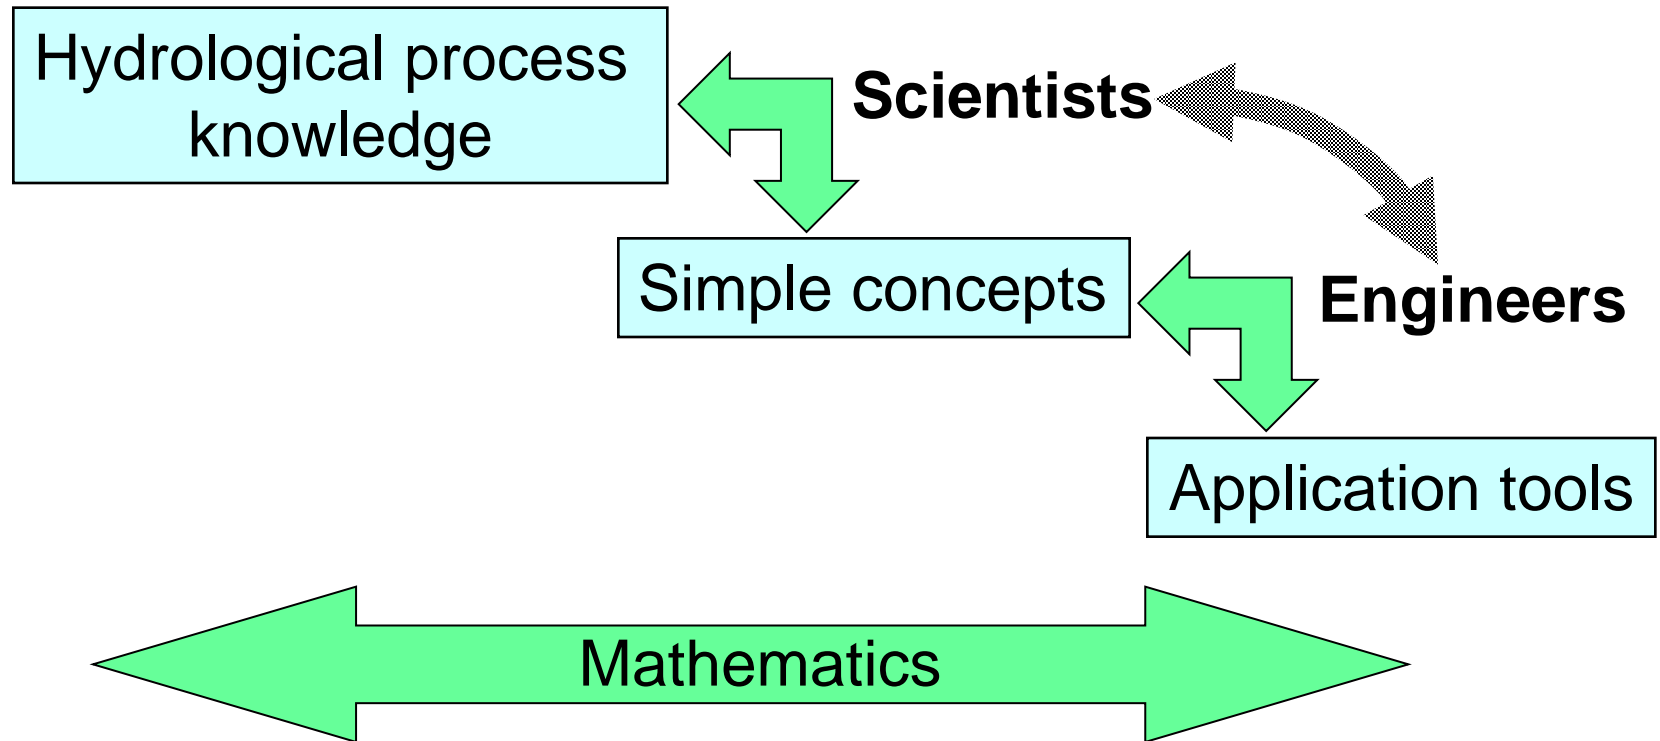 Hydrological process
knowledge
Scientists
Simple concepts
Engineers
Application tools
Mathematics